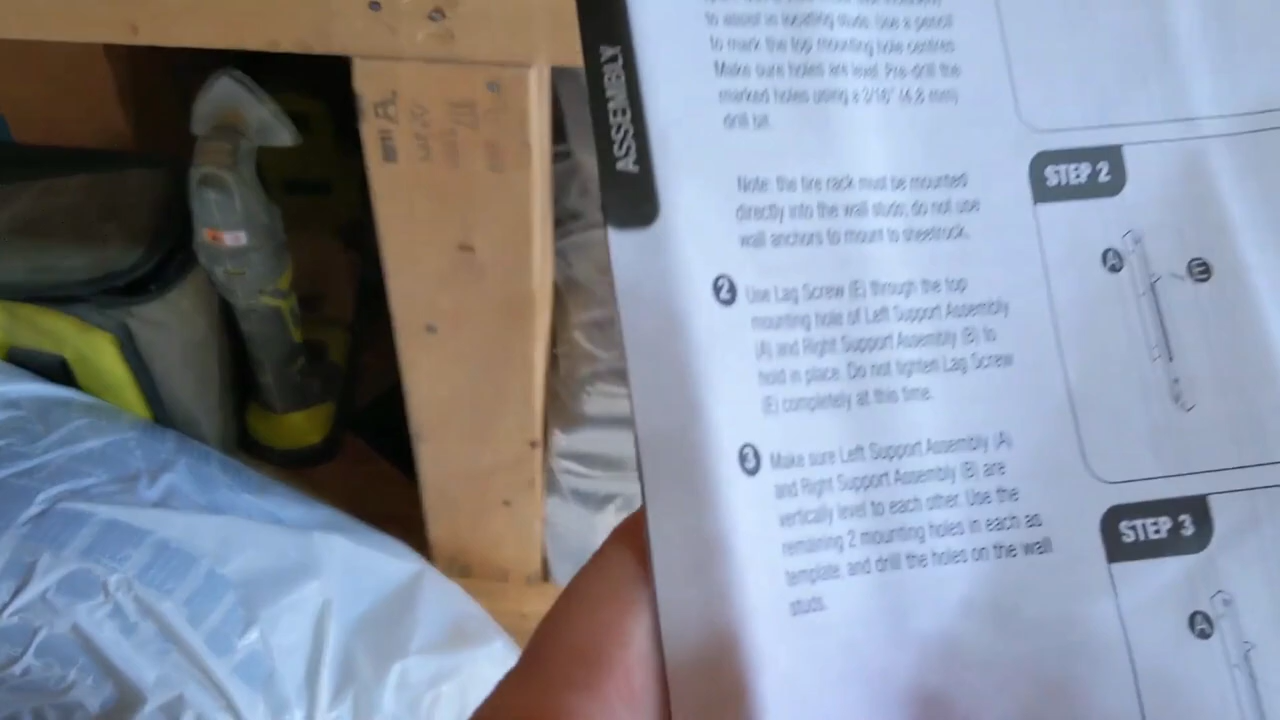 ASSEMBLY
to assist in locating studs. Use a pencil
to mark the top mounting hole centres.
Make sure holes are level. Pre-drill the
marked holes using a 3/16" (4.8 mm)
drill bit.
Note: the tire rack must be mounted
directly into the wall studs; do not use
wall anchors to mount to sheetrock.
2 Use Lag Screw (E) through the top
mounting hole of Left Support Assembly
(A) and Right Support Assembly (B) to
hold in place. Do not tighten Lag Screw
(E) completely at this time.
3 Make sure Left Support Assembly (A)
and Right Support Assembly (B) are
vertically level to each other. Use the
remaining 2 mounting holes in each as
template, and drill the holes on the wall
studs.
STEP 2
A
E
STEP 3
A